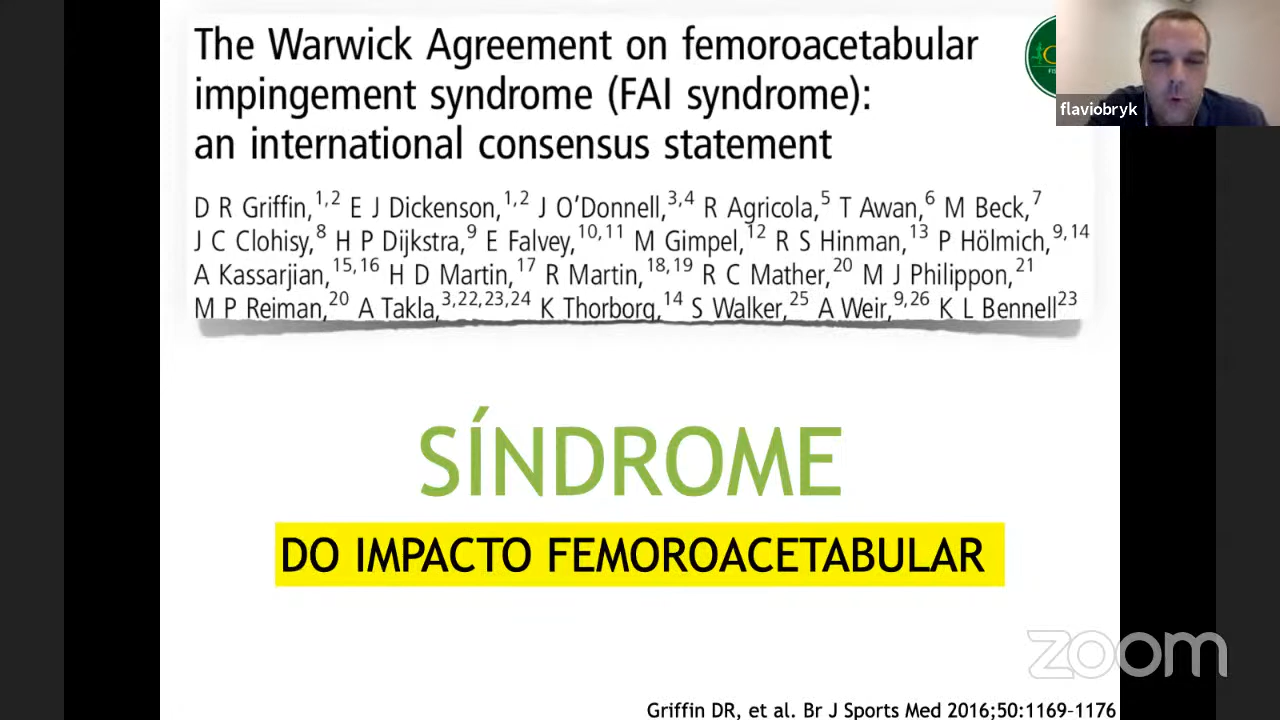 The Warwick Agreement on femoroacetabular
impingement syndrome (FAI syndrome):
an international consensus statement
D R Griffin,1,2 E J Dickenson,1,2 J O'Donnell,3,4 R Agricola,5 T Awan,6 M Beck,7
J C Clohisy,8 H P Dijkstra,9 E Falvey,10,11 M Gimpel,12 R S Hinman,13 P Hölmich,9,14
A Kassarjian,15,16 H D Martin,17 R Martin,18,19 R C Mather,20 M J Philippon,21
M P Reiman,20 A Takla,3,22,23,24 K Thorborg,14 S Walker,25 A Weir,9,26 K L Bennell23
flaviobryk
SÍNDROME
DO IMPACTO FEMOROACETABULAR
zoom
Griffin DR, et al. Br J Sports Med 2016;50:1169–1176